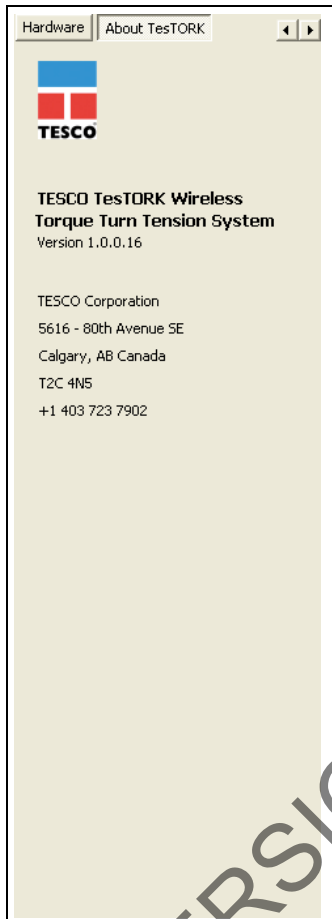 Hardware
About TesTORK
TESCO
TESCO TesTORK Wireless
Torque Turn Tension System
Version 1.0.0.16
TESCO Corporation
5616 - 80th Avenue SE
Calgary, AB Canada
T2C 4N5
+1 403 723 7902